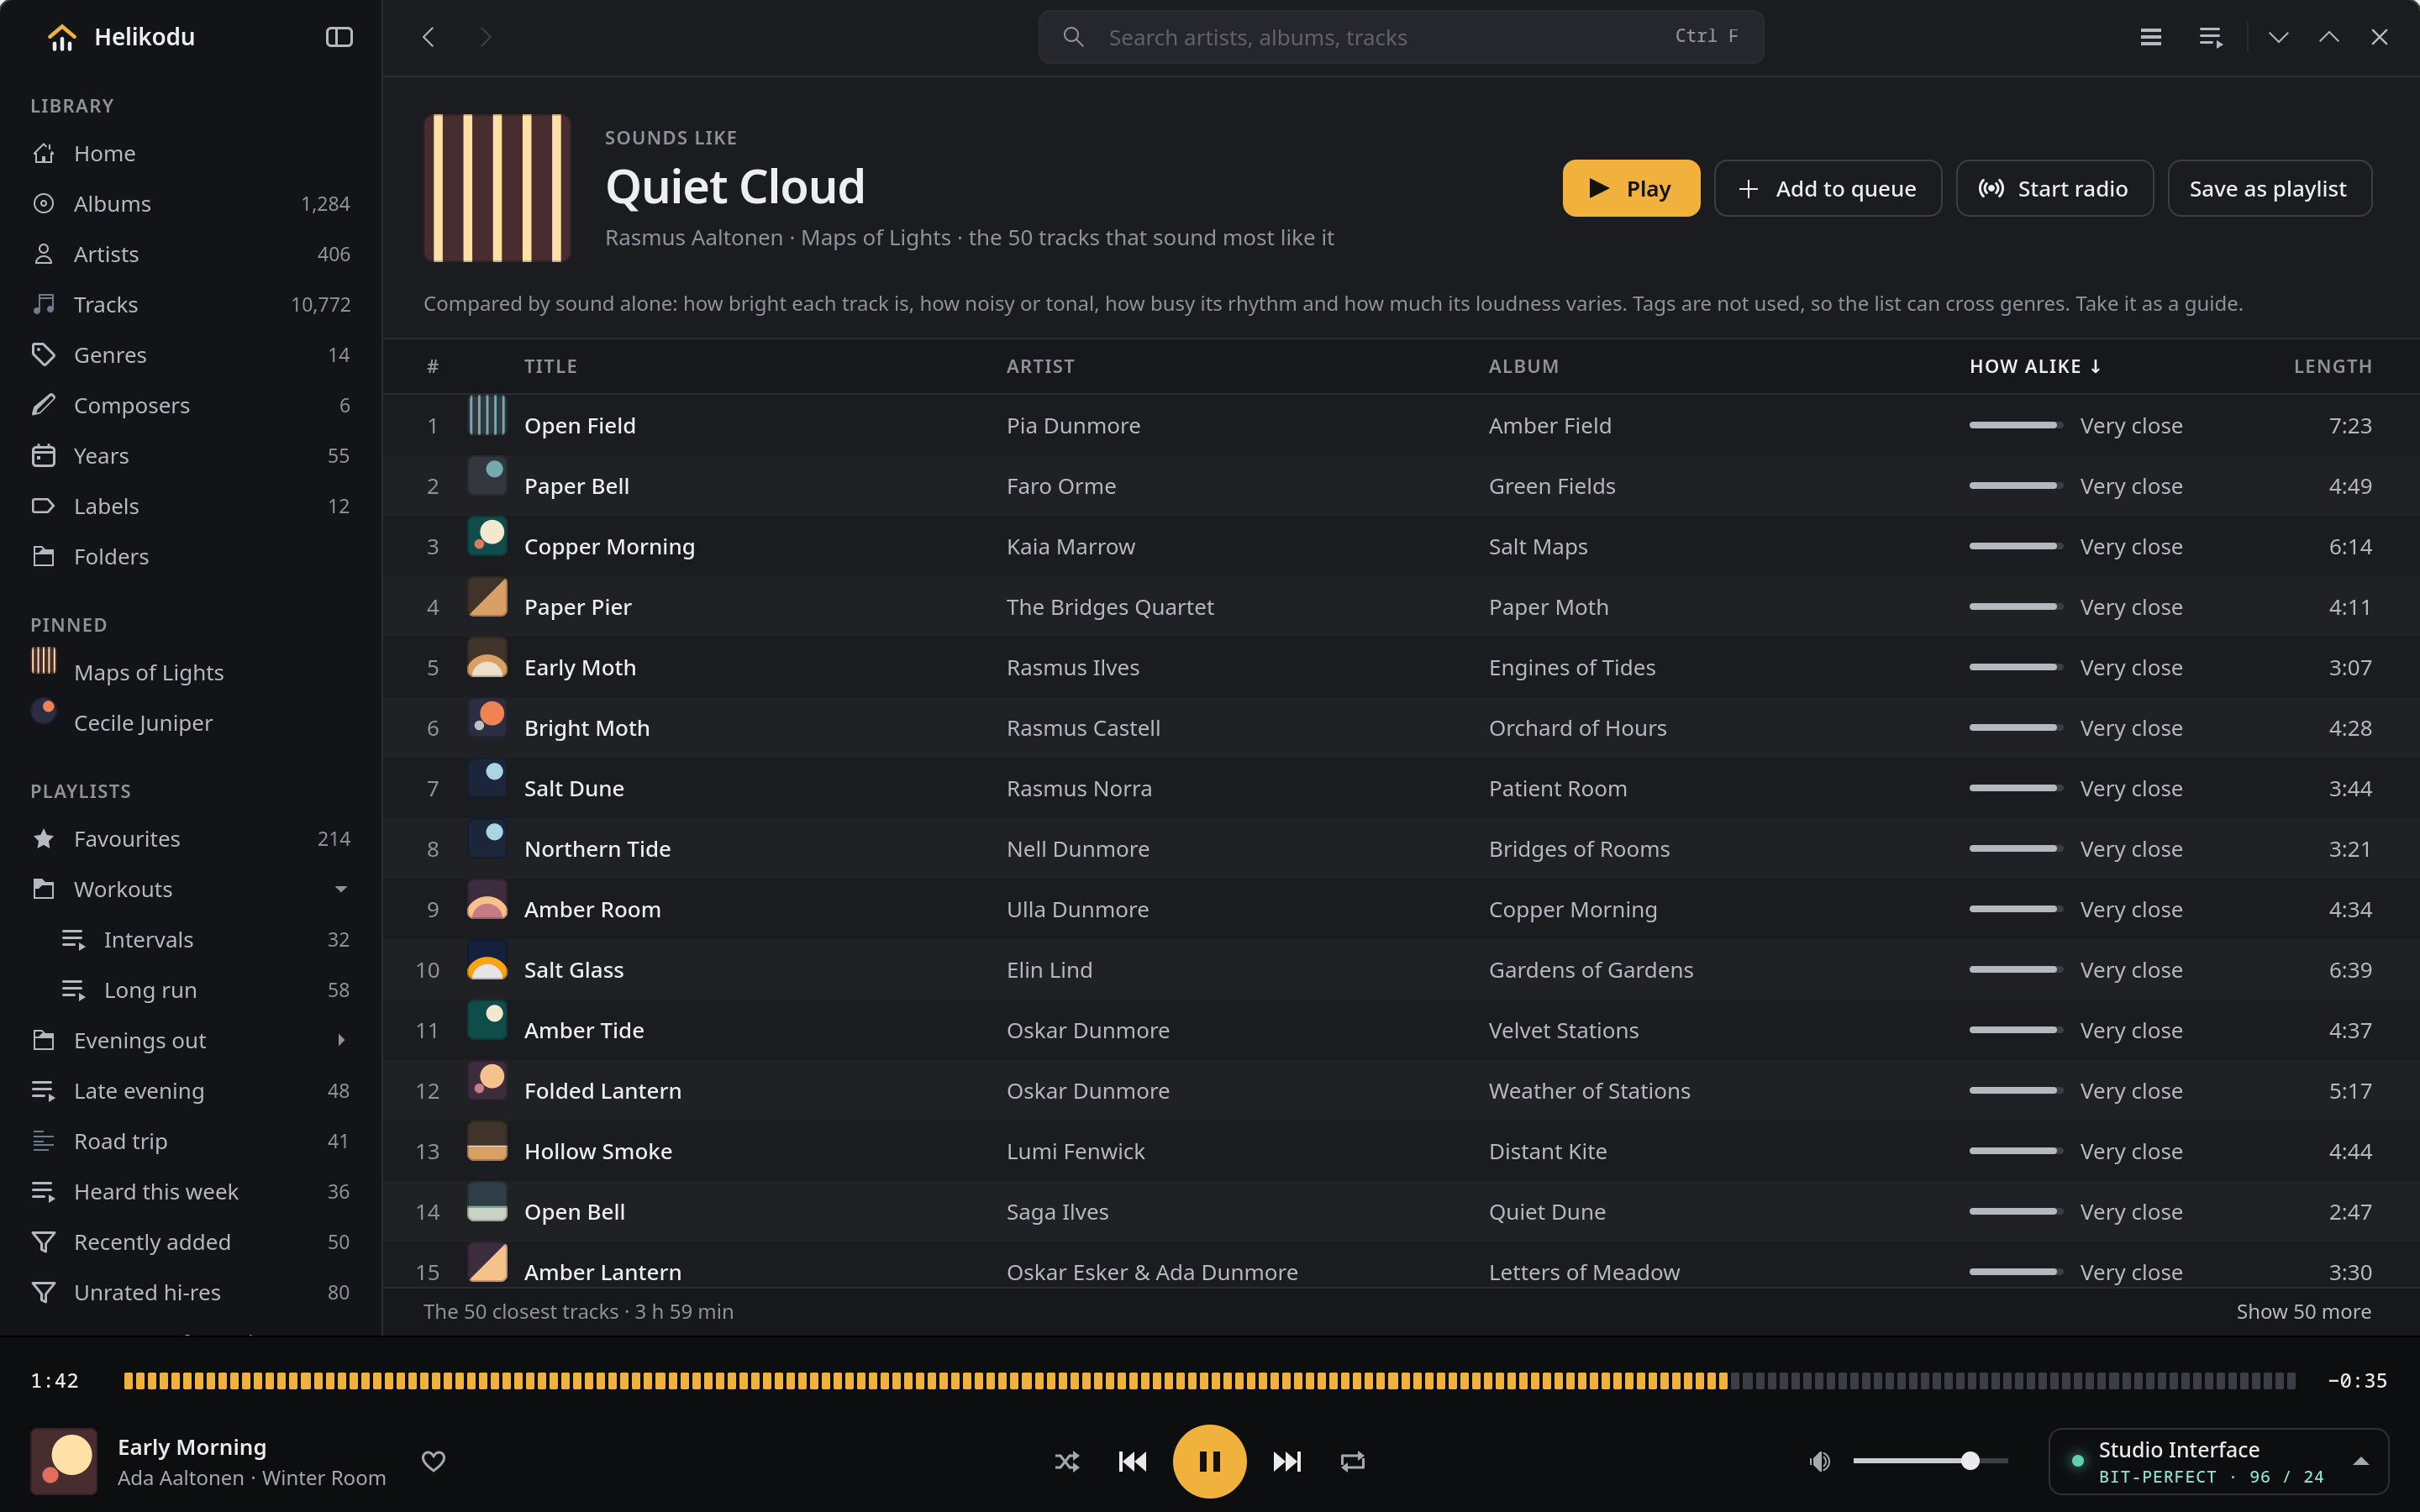 Helikodu
Search artists, albums, tracks
Ctrl F
LIBRARY
Home
Albums 1,284
Artists 406
Tracks 10,772
Genres 14
Composers 6
Years 55
Labels 12
Folders
PINNED
Maps of Lights
Cecile Juniper
PLAYLISTS
Favourites 214
Workouts
Intervals 32
Long run 58
Evenings out
Late evening 48
Road trip 41
Heard this week 36
Recently added 50
Unrated hi-res 80
SOUNDS LIKE
Quiet Cloud
Rasmus Aaltonen · Maps of Lights · the 50 tracks that sound most like it
Play
Add to queue
Start radio
Save as playlist
Compared by sound alone: how bright each track is, how noisy or tonal, how busy its rhythm and how much its loudness varies. Tags are not used, so the list can cross genres. Take it as a guide.
# TITLE ARTIST ALBUM HOW ALIKE ↓ LENGTH
1 Open Field Pia Dunmore Amber Field Very close 7:23
2 Paper Bell Faro Orme Green Fields Very close 4:49
3 Copper Morning Kaia Marrow Salt Maps Very close 6:14
4 Paper Pier The Bridges Quartet Paper Moth Very close 4:11
5 Early Moth Rasmus Ilves Engines of Tides Very close 3:07
6 Bright Moth Rasmus Castell Orchard of Hours Very close 4:28
7 Salt Dune Rasmus Norra Patient Room Very close 3:44
8 Northern Tide Nell Dunmore Bridges of Rooms Very close 3:21
9 Amber Room Ulla Dunmore Copper Morning Very close 4:34
10 Salt Glass Elin Lind Gardens of Gardens Very close 6:39
11 Amber Tide Oskar Dunmore Velvet Stations Very close 4:37
12 Folded Lantern Oskar Dunmore Weather of Stations Very close 5:17
13 Hollow Smoke Lumi Fenwick Distant Kite Very close 4:44
14 Open Bell Saga Ilves Quiet Dune Very close 2:47
15 Amber Lantern Oskar Esker & Ada Dunmore Letters of Meadow Very close 3:30
The 50 closest tracks · 3 h 59 min
Show 50 more
1:42
−0:35
Early Morning
Ada Aaltonen · Winter Room
Studio Interface
BIT-PERFECT · 96 / 24